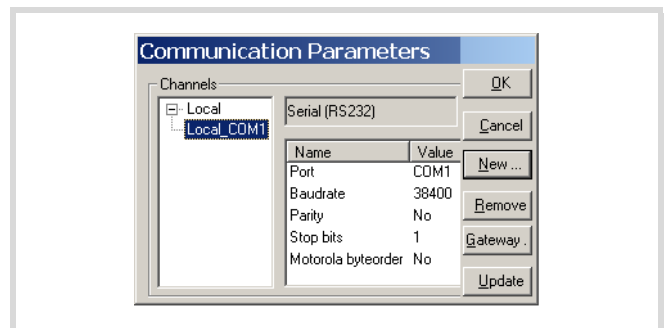 Communication Parameters
Channels
Local
Local_COM1
Serial (RS232)
Name Value
Port COM1
Baudrate 38400
Parity No
Stop bits 1
Motorola byteorder No
OK
Cancel
New ...
Remove
Gateway .
Update